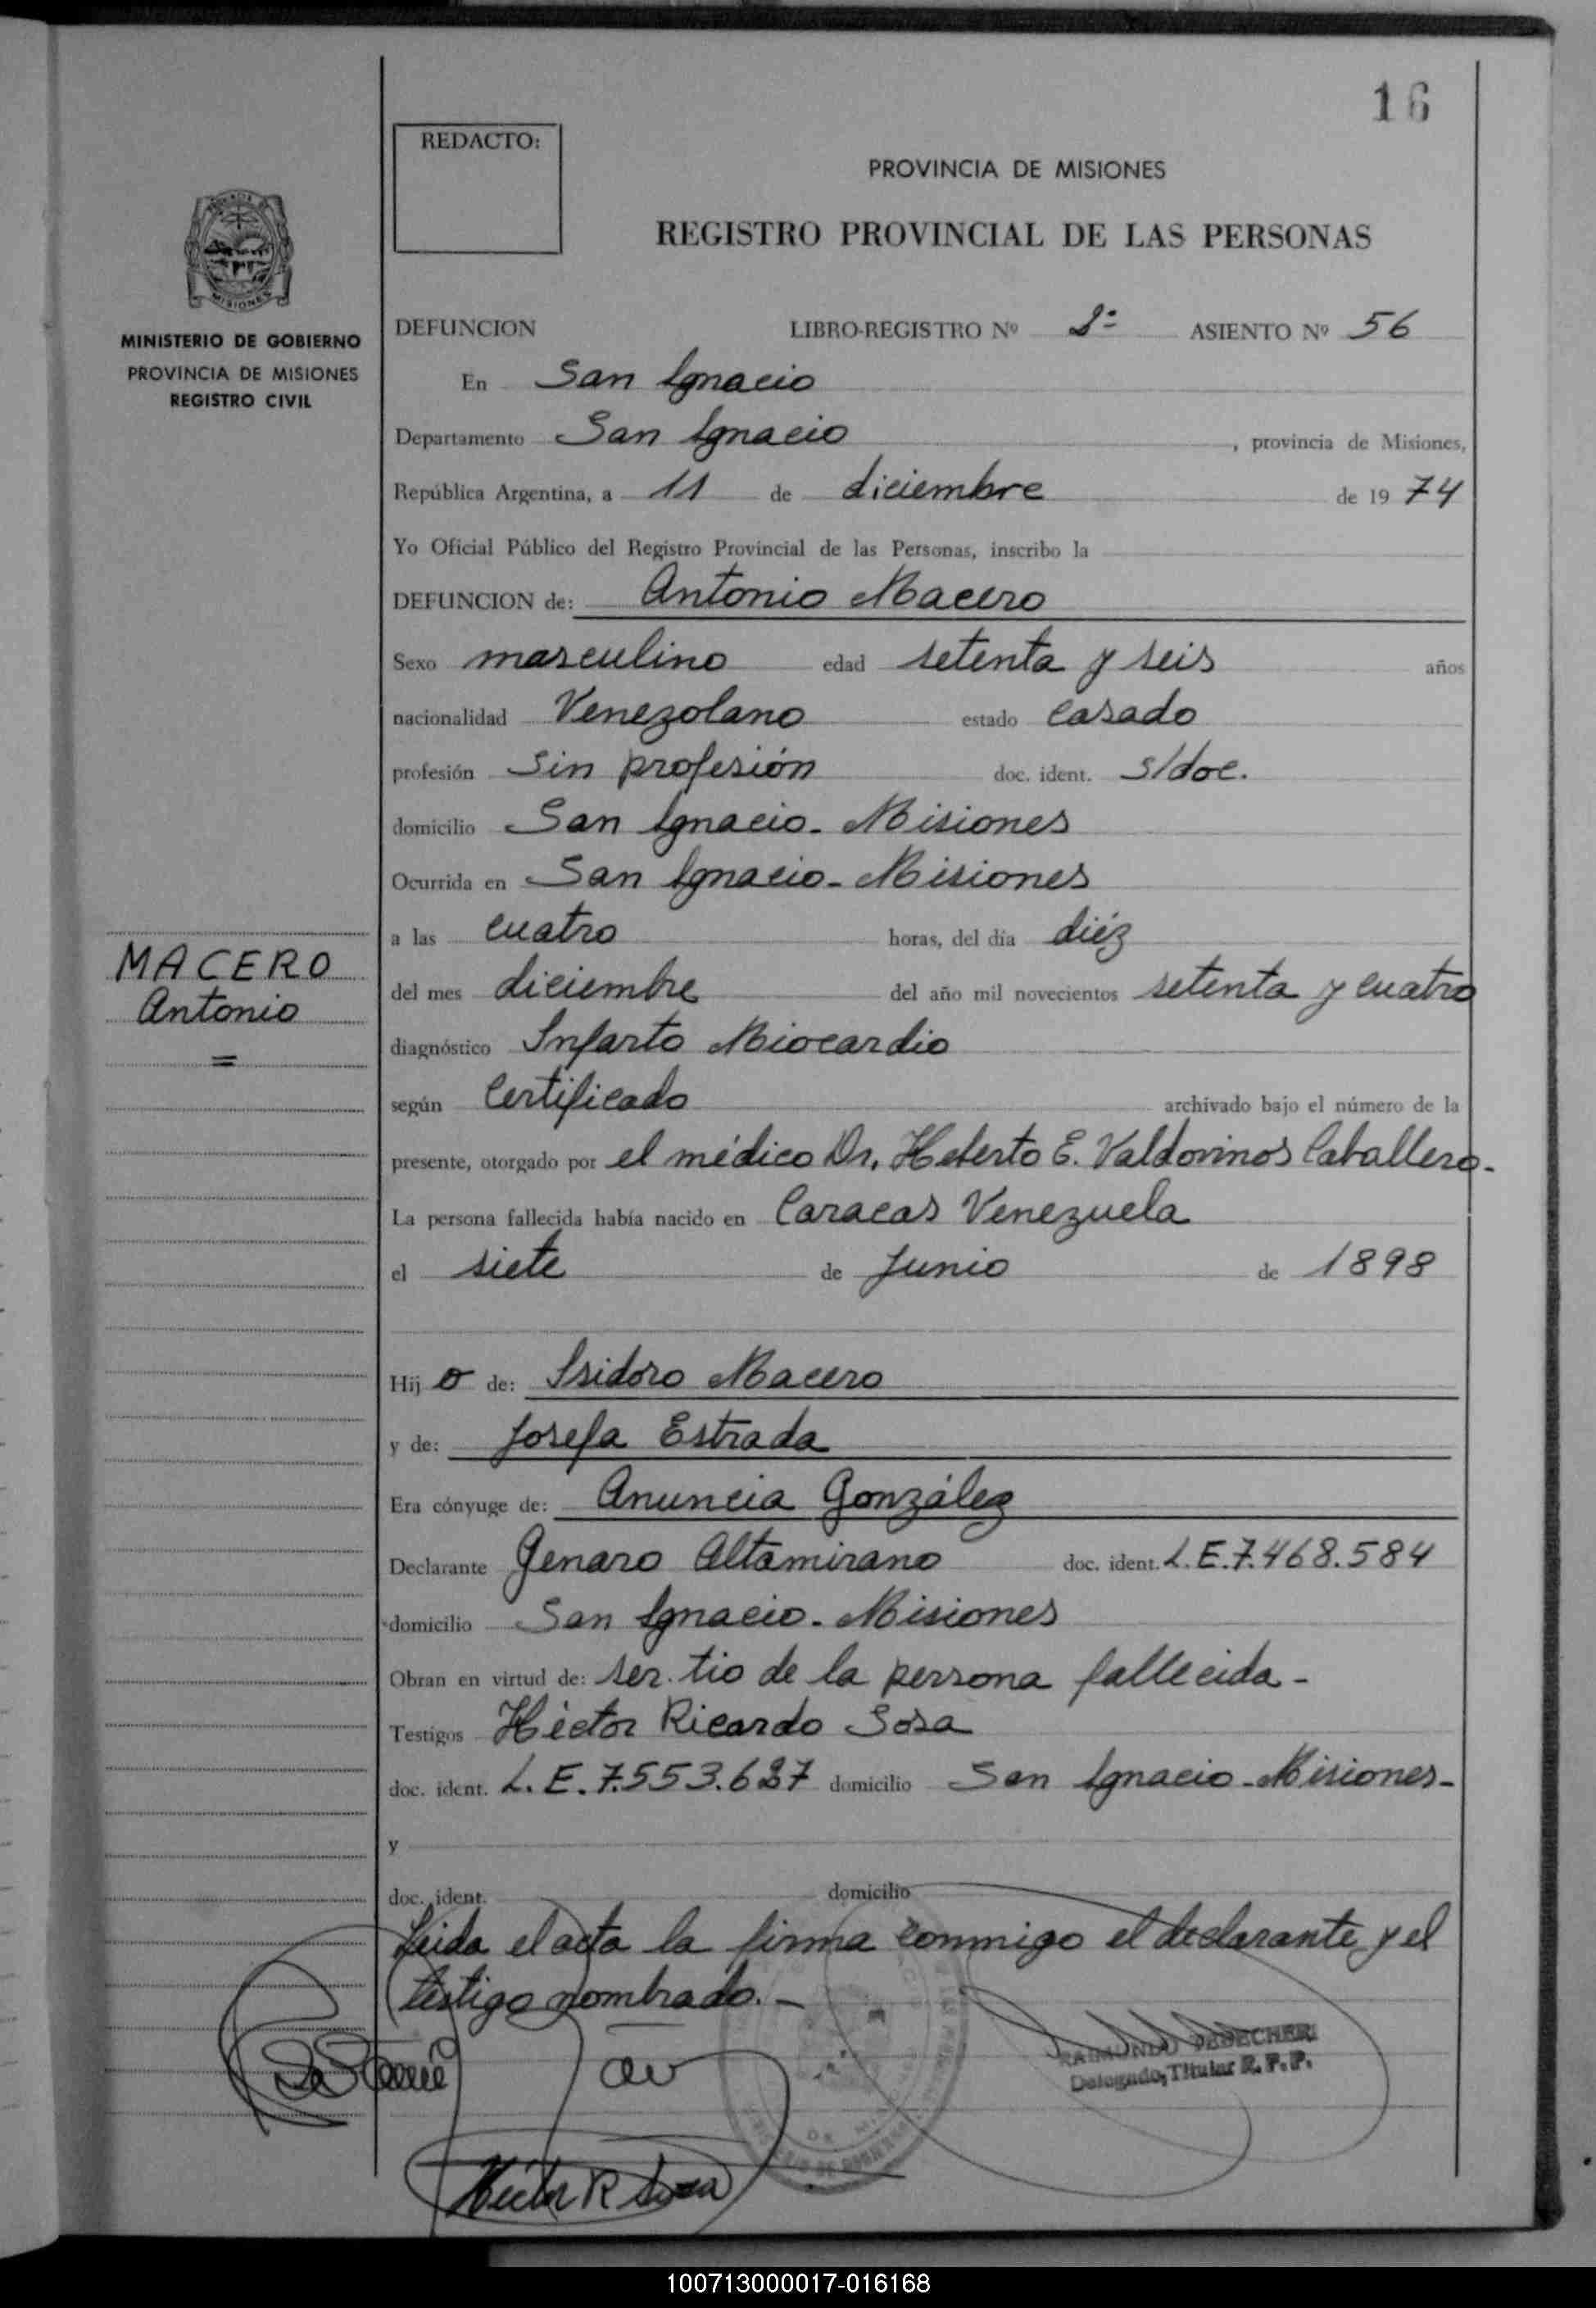 16
REDACTO:
PROVINCIA DE MISIONES
REGISTRO PROVINCIAL DE LAS PERSONAS
MINISTERIO DE GOBIERNO
PROVINCIA DE MISIONES
REGISTRO CIVIL
DEFUNCION LIBRO-REGISTRO Nº 2º ASIENTO Nº 56
En San Ignacio
Departamento San Ignacio, provincia de Misiones,
República Argentina, a 11 de diciembre de 1974
Yo Oficial Público del Registro Provincial de las Personas, inscribo la
DEFUNCION de: Antonio Macero
Sexo masculino edad setenta y seis años
nacionalidad Venezolano estado casado
profesión Sin profesión doc. ident. s/doc.
domicilio San Ignacio - Misiones
Ocurrida en San Ignacio - Misiones
a las cuatro horas, del día diéz
MACERO
Antonio
=
del mes diciembre del año mil novecientos setenta y cuatro
diagnóstico Infarto Miocardio
según Certificado archivado bajo el número de la
presente, otorgado por el médico Dr. Heberto E. Valdovinos Caballero.-
La persona fallecida había nacido en Caracas Venezuela
el siete de Junio de 1898
Hijo de: Isidoro Macero
y de: Josefa Estrada
Era cónyuge de: Anuncia González
Declarante Genaro Altamirano doc. ident. L.E.7.468.584
domicilio San Ignacio - Misiones
Obran en virtud de: ser tio de la persona fallecida -
Testigos Héctor Ricardo Sosa
doc. ident. L.E.7.553.627 domicilio San Ignacio - Misiones -
y
doc. ident. domicilio
Leida el acta la firma conmigo el declarante y el
testigo nombrado. -
RAIMUNDO
Delegado, Titular R. P. P.
Héctor R Sosa
100713000017-016168